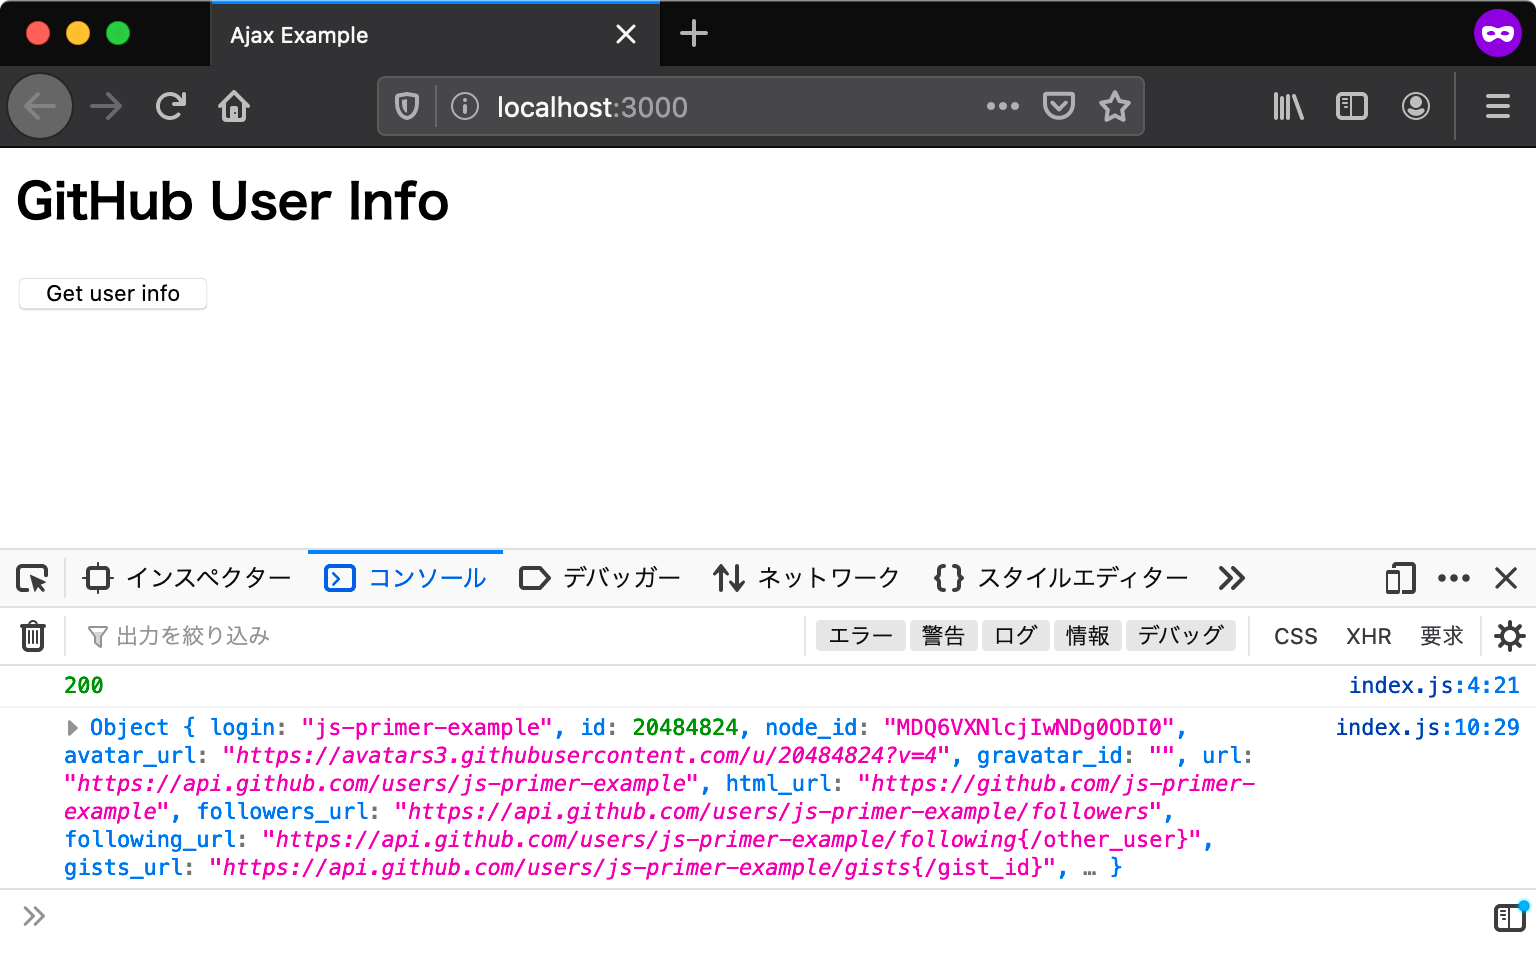 Ajax Example
localhost:3000
GitHub User Info
Get user info
インスペクター コンソール デバッガー ネットワーク スタイルエディター
出力を絞り込み エラー 警告 ログ 情報 デバッグ CSS XHR 要求
200 index.js:4:21
Object { login: "js-primer-example", id: 20484824, node_id: "MDQ6VXNlcjIwNDg0ODI0", index.js:10:29
avatar_url: "https://avatars3.githubusercontent.com/u/20484824?v=4", gravatar_id: "", url:
"https://api.github.com/users/js-primer-example", html_url: "https://github.com/js-primer-
example", followers_url: "https://api.github.com/users/js-primer-example/followers",
following_url: "https://api.github.com/users/js-primer-example/following{/other_user}",
gists_url: "https://api.github.com/users/js-primer-example/gists{/gist_id}", … }